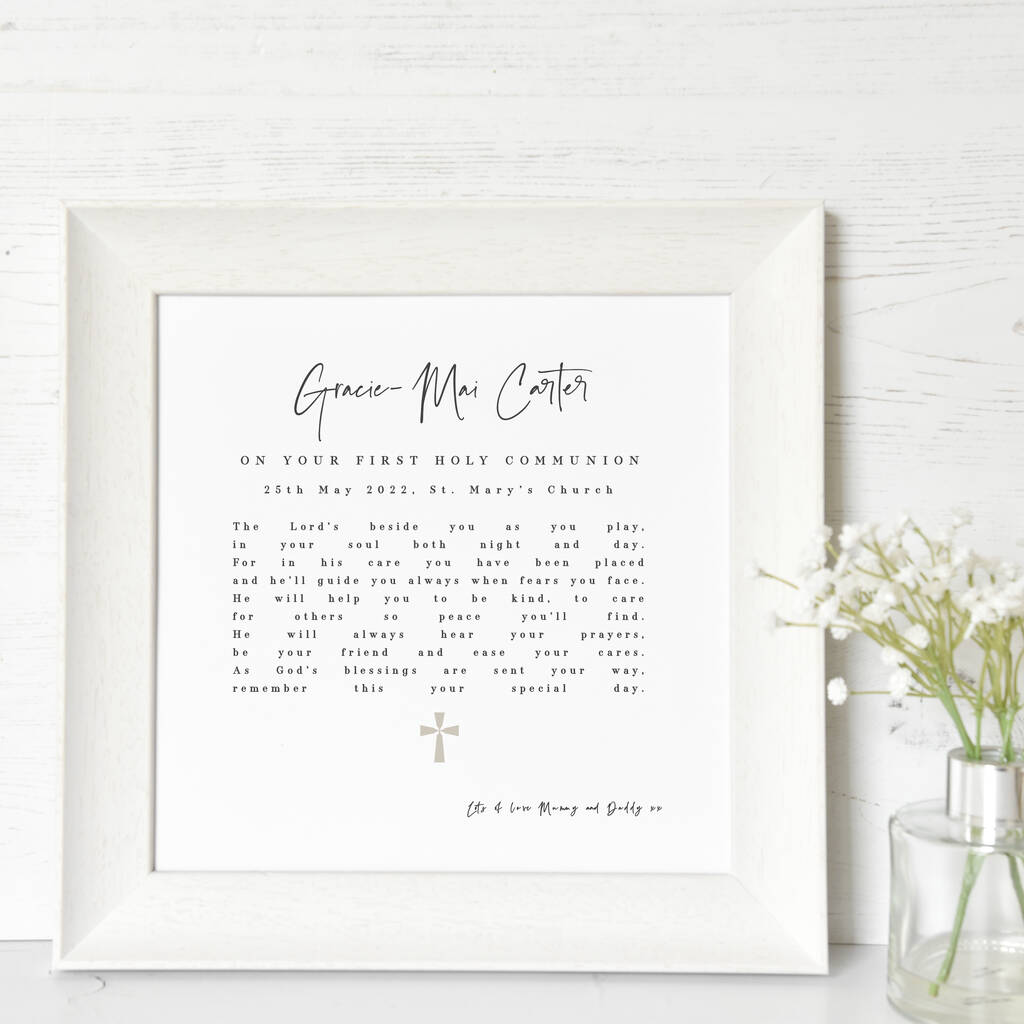 Gracie-Mai Carter
ON YOUR FIRST HOLY COMMUNION
25th May 2022, St. Mary's Church
The Lord's beside you as you play,
in your soul both night and day.
For in his care you have been placed
and he'll guide you always when fears you face.
He will help you to be kind, to care
for others so peace you'll find.
He will always hear your prayers,
be your friend and ease your cares.
As God's blessings are sent your way,
remember this your special day.
Lots of love Mummy and Daddy xx